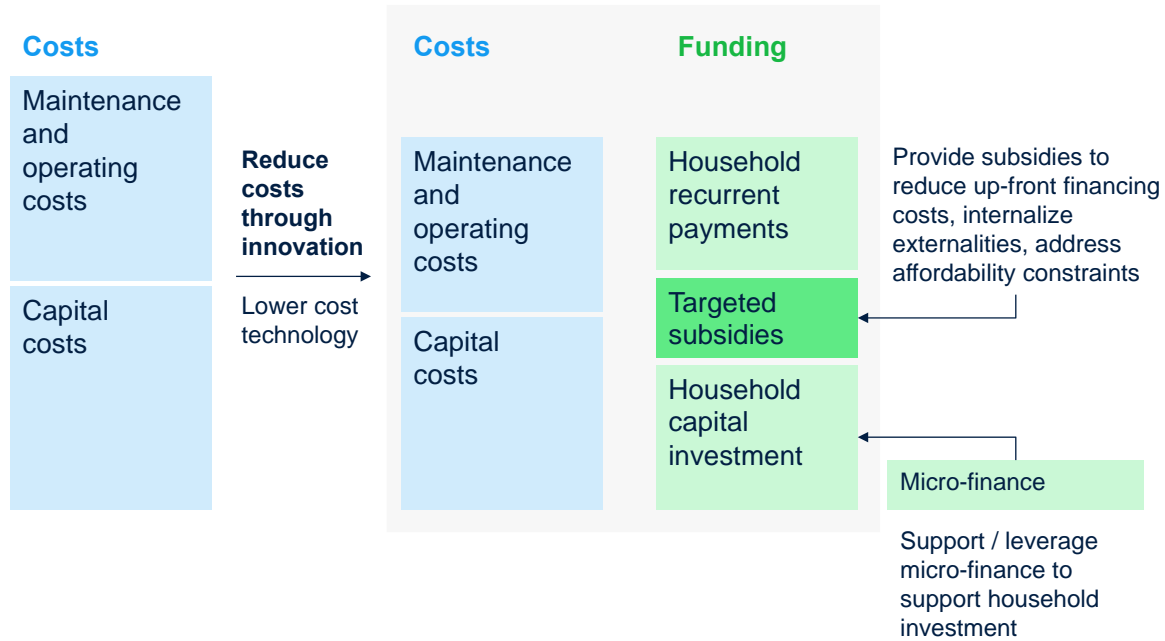 Costs
Maintenance
and
operating
costs
Capital
costs
Reduce
costs
through
innovation
Lower cost
technology
Costs
Maintenance
and
operating
costs
Capital
costs
Funding
Household
recurrent
payments
Targeted
subsidies
Household
capital
investment
Provide subsidies to
reduce up-front financing
costs, internalize
externalities, address
affordability constraints
Micro-finance
Support / leverage
micro-finance to
support household
investment